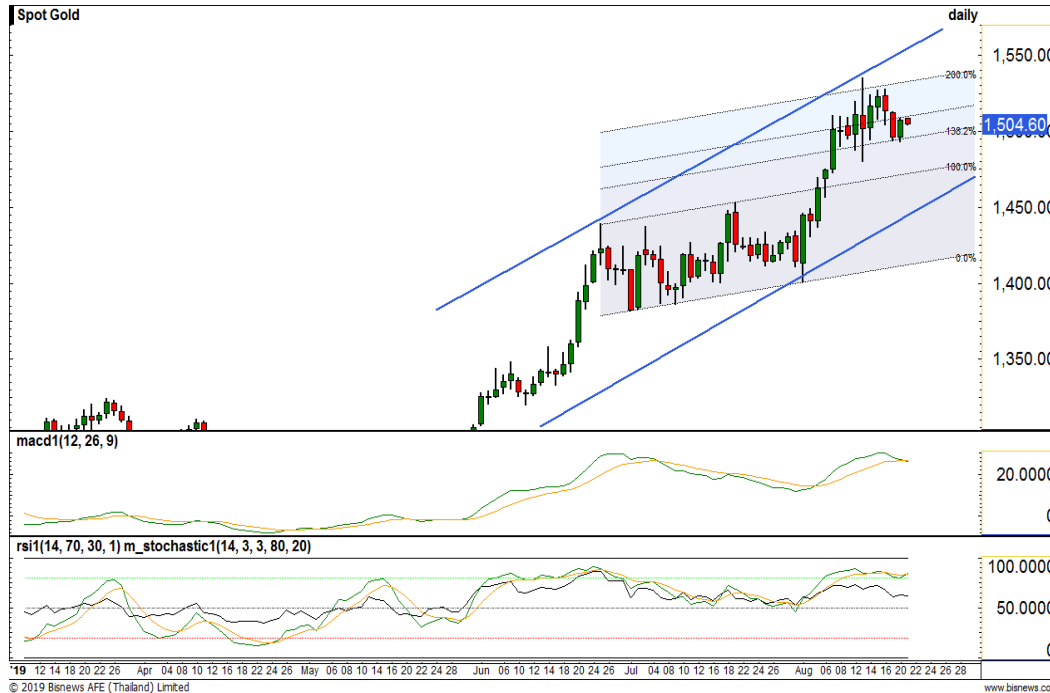 Spot Gold daily
1,550.00
200.0%
1,504.60
138.2%
100.0%
1,450.00
0.0%
1,400.00
1,350.00
macd1(12, 26, 9)
20.0000
0
rsi1(14, 70, 30, 1) m_stochastic1(14, 3, 3, 80, 20)
100.0000
50.0000
0
'19 12 14 18 20 22 26 Apr 04 08 10 12 16 18 22 24 26 May 06 08 10 14 16 20 22 24 28 Jun 06 10 12 14 18 20 24 26 Jul 04 08 10 12 16 18 22 24 26 Aug 06 08 12 14 16 20 22 24 26 28
© 2019 Bisnews AFE (Thailand) Limited www.bisnews.co